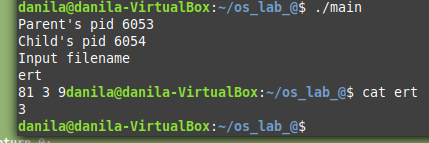 danila@danila-VirtualBox:~/os_lab_@$ ./main
Parent's pid 6053
Child's pid 6054
Input filename
ert
81 3 9danila@danila-VirtualBox:~/os_lab_@$ cat ert
3
danila@danila-VirtualBox:~/os_lab_@$